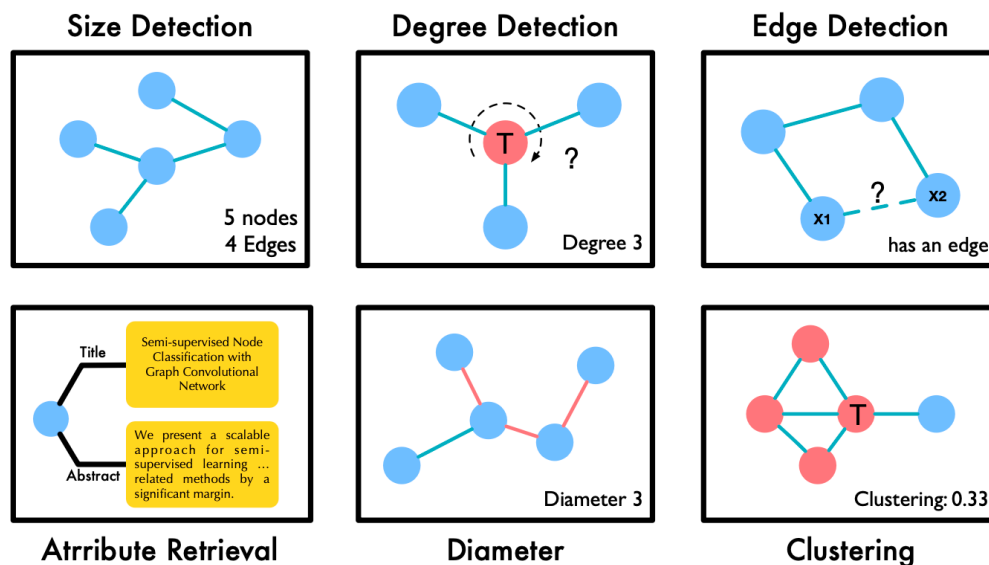 Size Detection
Degree Detection
Edge Detection
5 nodes
4 Edges
T
?
Degree 3
?
X1
X2
has an edge
Title
Semi-supervised Node
Classification with
Graph Convolutional
Network
Abstract
We present a scalable
approach for semi-
supervised learning ...
related methods by a
significant margin.
Diameter 3
T
Clustering: 0.33
Atrribute Retrieval
Diameter
Clustering